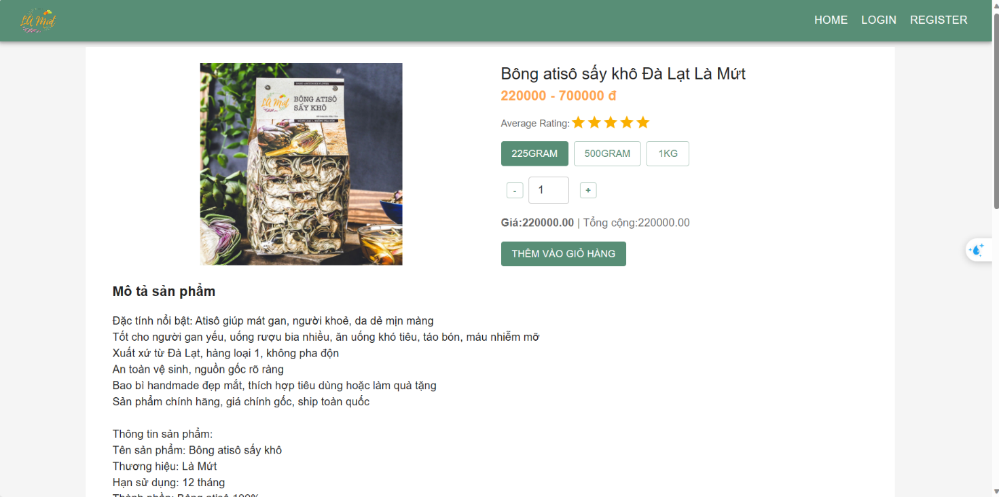 Là Mứt
HOME LOGIN REGISTER
BÔNG ATISÔ
SẤY KHÔ
Là Mứt
Bông atisô sấy khô Đà Lạt Là Mứt
220000 - 700000 đ
Average Rating:
225GRAM 500GRAM 1KG
- 1 +
Giá:220000.00 | Tổng cộng:220000.00
THÊM VÀO GIỎ HÀNG
Mô tả sản phẩm
Đặc tính nổi bật: Atisô giúp mát gan, người khoẻ, da dẻ mịn màng
Tốt cho người gan yếu, uống rượu bia nhiều, ăn uống khó tiêu, táo bón, máu nhiễm mỡ
Xuất xứ từ Đà Lạt, hàng loại 1, không pha độn
An toàn vệ sinh, nguồn gốc rõ ràng
Bao bì handmade đẹp mắt, thích hợp tiêu dùng hoặc làm quà tặng
Sản phẩm chính hãng, giá chính gốc, ship toàn quốc
Thông tin sản phẩm:
Tên sản phẩm: Bông atisô sấy khô
Thương hiệu: Là Mứt
Hạn sử dụng: 12 tháng
Thành phần: Bông atisô 100%